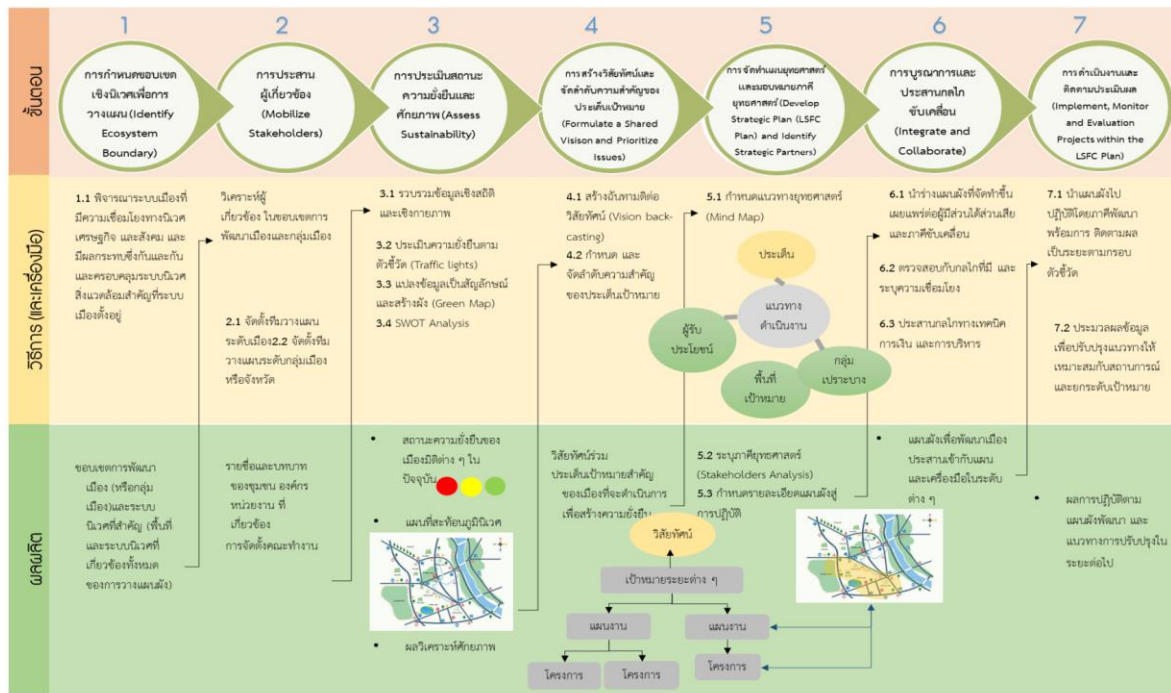 ขั้นตอน
1
การกำหนดขอบเขต
เชิงนิเวศเพื่อการ
วางแผน (Identify
Ecosystem
Boundary)
2
การประสาน
ผู้เกี่ยวข้อง
(Mobilize
Stakeholders)
3
การประเมินสถานะ
ความยั่งยืนและ
ศักยภาพ (Assess
Sustainability)
4
การสร้างวิสัยทัศน์และ
จัดลำดับความสำคัญของ
ประเด็นเป้าหมาย
(Formulate a Shared
Vision and Prioritize
Issues)
5
การจัดทำแผนยุทธศาสตร์
และมอบหมายภาคี
ยุทธศาสตร์(Develop
Strategic Plan (LSFC
Plan) and Identify
Strategic Partners)
6
การบูรณาการและ
ประสานกลไก
ขับเคลื่อน
(Integrate and
Collaborate)
7
การดำเนินงานและ
ติดตามประเมินผล
(Implement, Monitor
and Evaluation
Projects within the
LSFC Plan)
วิธีการ (และเครื่องมือ)
1.1 พิจารณาระบบเมืองที่
มีความเชื่อมโยงทางนิเวศ
เศรษฐกิจ และสังคม และ
มีผลกระทบซึ่งกันและกัน
และครอบคลุมระบบนิเวศ
สิ่งแวดล้อมสำคัญที่ระบบ
เมืองตั้งอยู่
วิเคราะห์ผู้
เกี่ยวข้อง ในขอบเขตการ
พัฒนาเมืองและกลุ่มเมือง
2.1 จัดตั้งทีมวางแผน
ระดับเมือง2.2 จัดตั้งทีม
วางแผนระดับกลุ่มเมือง
หรือจังหวัด
3.1 รวบรวมข้อมูลเชิงสถิติ
และเชิงกายภาพ
3.2 ประเมินความยั่งยืนตาม
ตัวชี้วัด (Traffic lights)
3.3 แปลงข้อมูลเป็นสัญลักษณ์
และสร้างผัง (Green Map)
3.4 SWOT Analysis
4.1 สร้างฉันทามติต่อ
วิสัยทัศน์ (Vision back-
casting)
4.2 กำหนด และ
จัดลำดับความสำคัญ
ของประเด็นเป้าหมาย
5.1 กำหนดแนวทางยุทธศาสตร์
(Mind Map)
ประเด็น
แนวทาง
ดำเนินงาน
ผู้รับ
ประโยชน์
พื้นที่
เป้าหมาย
กลุ่ม
เปราะบาง
6.1 นำร่างแผนผังที่จัดทำขึ้น
เผยแพร่ต่อผู้มีส่วนได้ส่วนเสีย
และภาคีขับเคลื่อน
6.2 ตรวจสอบกับกลไกที่มี และ
ระบุความเชื่อมโยง
6.3 ประสานกลไกทางเทคนิค
การเงิน และการบริหาร
7.1 นำแผนผังไป
ปฏิบัติโดยภาคีพัฒนา
พร้อมการ ติดตามผล
เป็นระยะตามกรอบ
ตัวชี้วัด
7.2 ประมวลผลข้อมูล
เพื่อปรับปรุงแนวทางให้
เหมาะสมกับสถานการณ์
และยกระดับเป้าหมาย
ผลผลิต
ขอบเขตการพัฒนา
เมือง (หรือกลุ่ม
เมือง)และระบบ
นิเวศที่สำคัญ (พื้นที่
และระบบนิเวศที่
เกี่ยวข้องทั้งหมด
ของการวางแผนผัง)
รายชื่อและบทบาท
ของชุมชน องค์กร
หน่วยงาน ที่
เกี่ยวข้อง
การจัดตั้งคณะทำงาน
• สถานะความยั่งยืนของ
เมืองมิติต่าง ๆ ใน
ปัจจุบัน
• แผนที่สะท้อนภูมินิเวศ
• ผลวิเคราะห์ศักยภาพ
วิสัยทัศน์ร่วม
ประเด็นเป้าหมายสำคัญ
ของเมืองที่จะดำเนินการ
เพื่อสร้างความยั่งยืน
5.2 ระบุภาคียุทธศาสตร์
(Stakeholders Analysis)
5.3 กำหนดรายละเอียดแผนผังสู่
การปฏิบัติ
วิสัยทัศน์
เป้าหมายระยะต่าง ๆ
แผนงาน
แผนงาน
โครงการ
โครงการ
โครงการ
• แผนผังเพื่อพัฒนาเมือง
ประสานเข้ากับแผน
และเครื่องมือในระดับ
ต่าง ๆ
• ผลการปฏิบัติตาม
แผนผังพัฒนา และ
แนวทางการปรับปรุงใน
ระยะต่อไป